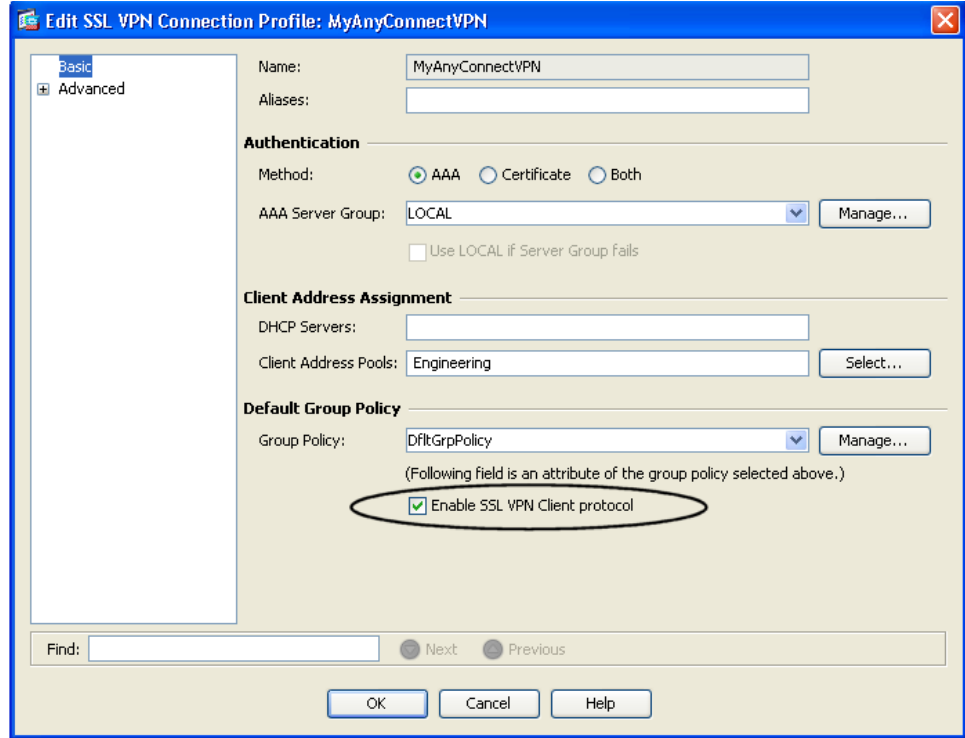 Edit SSL VPN Connection Profile: MyAnyConnectVPN
Basic
Advanced
Name: MyAnyConnectVPN
Aliases:
Authentication
Method: AAA Certificate Both
AAA Server Group: LOCAL Manage...
Use LOCAL if Server Group fails
Client Address Assignment
DHCP Servers:
Client Address Pools: Engineering Select...
Default Group Policy
Group Policy: DfltGrpPolicy Manage...
(Following field is an attribute of the group policy selected above.)
Enable SSL VPN Client protocol
Find: Next Previous
OK Cancel Help